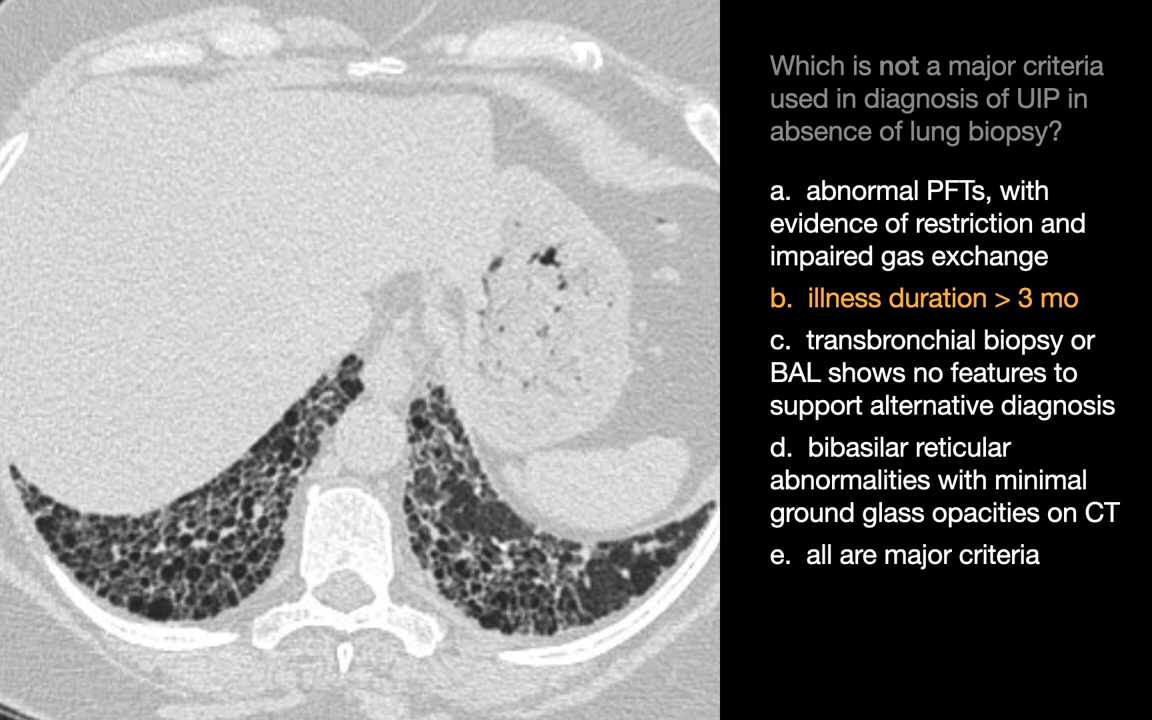 Which is not a major criteria
used in diagnosis of UIP in
absence of lung biopsy?
a. abnormal PFTs, with
evidence of restriction and
impaired gas exchange
b. illness duration > 3 mo
c. transbronchial biopsy or
BAL shows no features to
support alternative diagnosis
d. bibasilar reticular
abnormalities with minimal
ground glass opacities on CT
e. all are major criteria